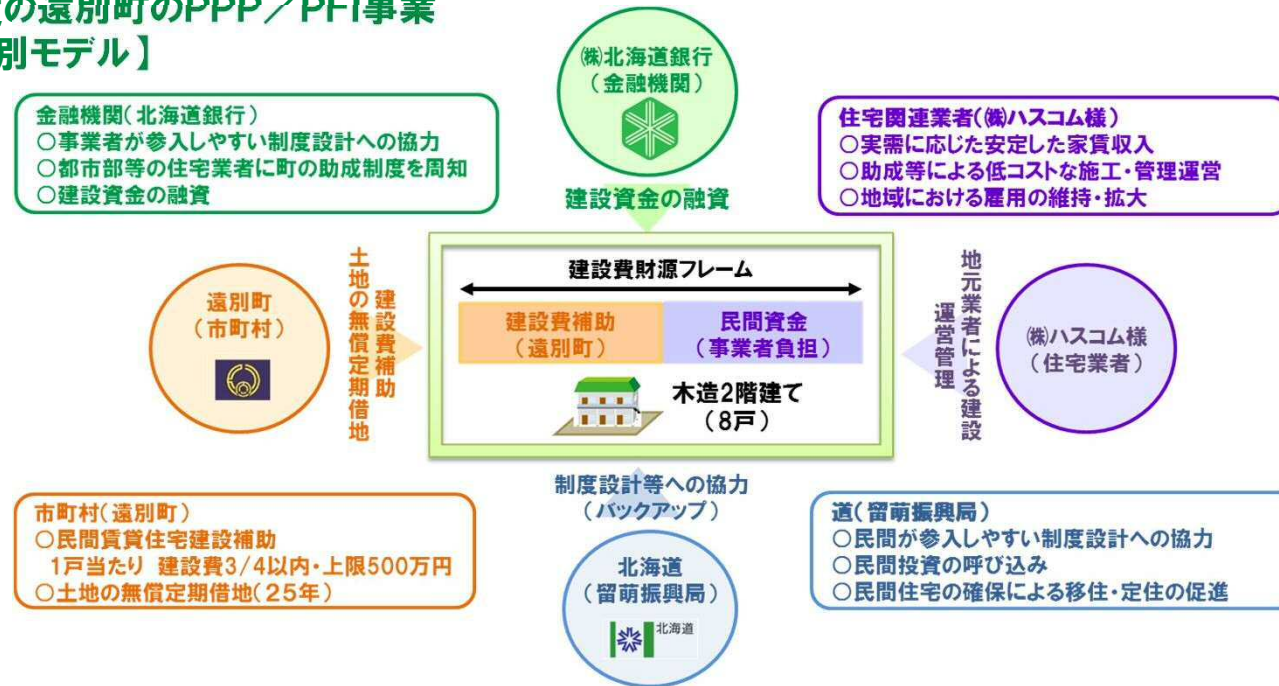 の遠別町のPPP/PFI事業
別モデル】
㈱北海道銀行
(金融機関)
建設資金の融資
金融機関(北海道銀行)
○事業者が参入しやすい制度設計への協力
○都市部等の住宅業者に町の助成制度を周知
○建設資金の融資
住宅関連業者(㈱ハスコム様)
○実需に応じた安定した家賃収入
○助成等による低コストな施工・管理運営
○地域における雇用の維持・拡大
遠別町
(市町村)
建設費補助
土地の無償定期借地
建設費財源フレーム
建設費補助
(遠別町)
民間資金
(事業者負担)
木造2階建て
(8戸)
地元業者による建設
運営管理
㈱ハスコム様
(住宅業者)
制度設計等への協力
(バックアップ)
北海道
(留萌振興局)
北海道
市町村(遠別町)
○民間賃貸住宅建設補助
1戸当たり 建設費3/4以内・上限500万円
○土地の無償定期借地(25年)
道(留萌振興局)
○民間が参入しやすい制度設計への協力
○民間投資の呼び込み
○民間住宅の確保による移住・定住の促進